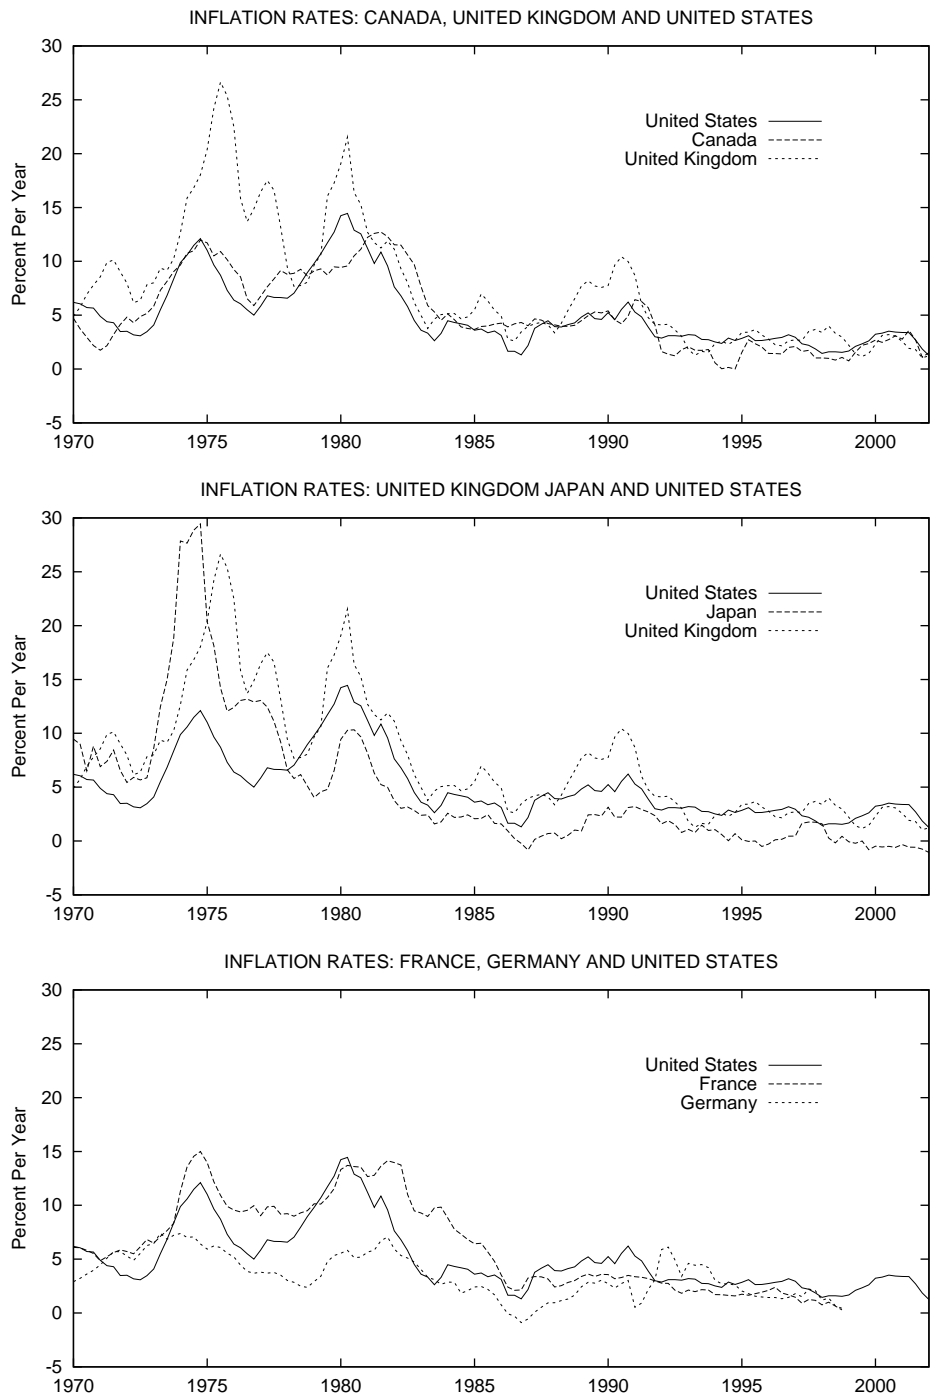 INFLATION RATES: CANADA, UNITED KINGDOM AND UNITED STATES
30
25
20
15
10
5
0
-5
Percent Per Year
United States
Canada
United Kingdom
1970 1975 1980 1985 1990 1995 2000
INFLATION RATES: UNITED KINGDOM JAPAN AND UNITED STATES
30
25
20
15
10
5
0
-5
Percent Per Year
United States
Japan
United Kingdom
1970 1975 1980 1985 1990 1995 2000
INFLATION RATES: FRANCE, GERMANY AND UNITED STATES
30
25
20
15
10
5
0
-5
Percent Per Year
United States
France
Germany
1970 1975 1980 1985 1990 1995 2000